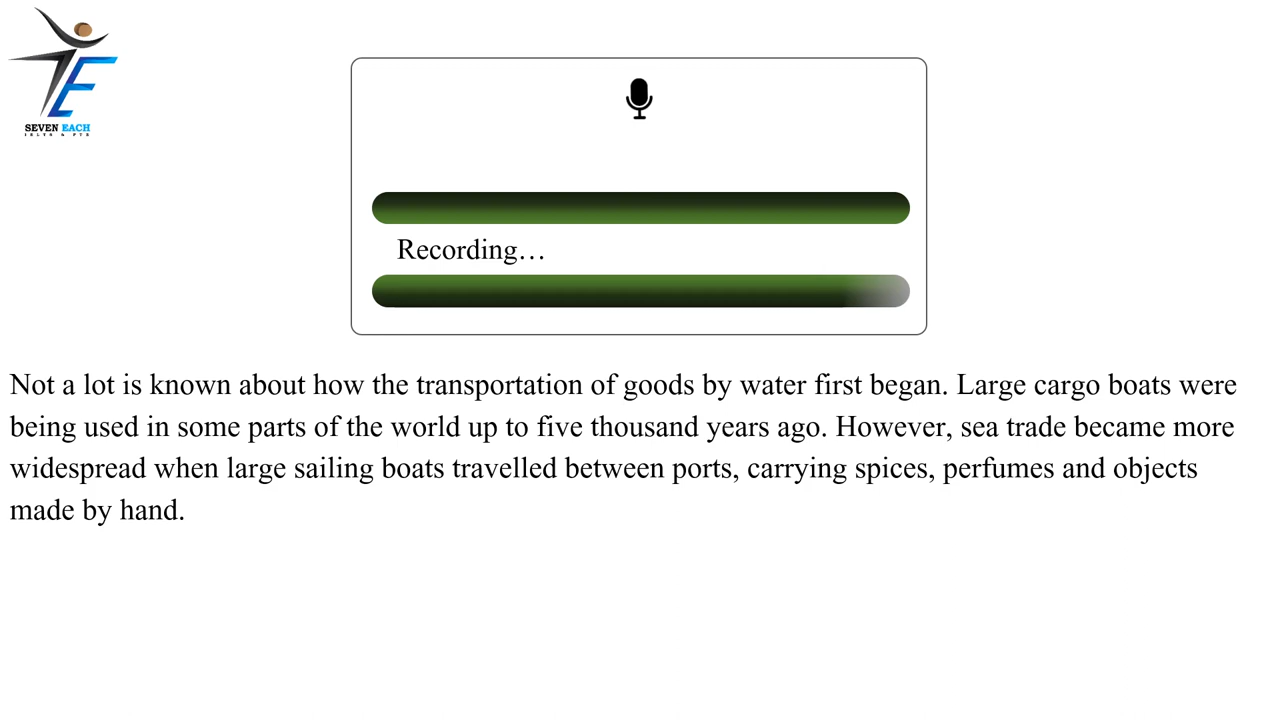 SEVEN EACH
IELTS & PTE
Recording…
Not a lot is known about how the transportation of goods by water first began. Large cargo boats were
being used in some parts of the world up to five thousand years ago. However, sea trade became more
widespread when large sailing boats travelled between ports, carrying spices, perfumes and objects
made by hand.